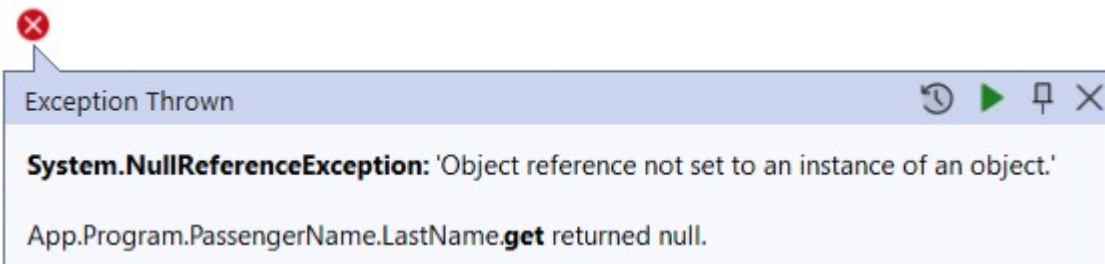 Exception Thrown
System.NullReferenceException: 'Object reference not set to an instance of an object.'
App.Program.PassengerName.LastName.get returned null.